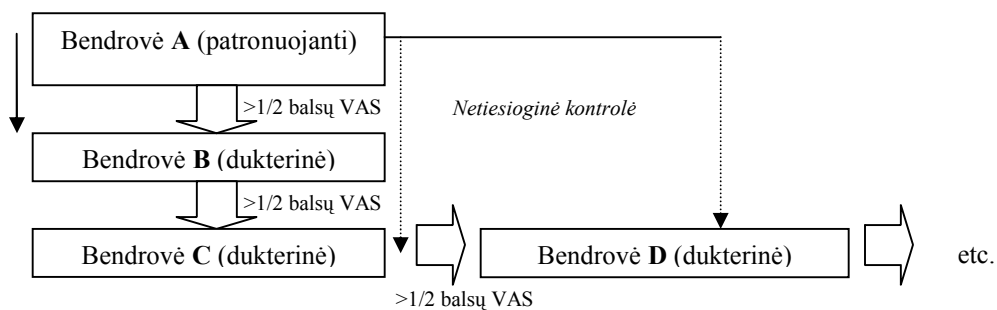 Bendrovė A (patronuojanti)
>1/2 balsų VAS
Netiesioginė kontrolė
Bendrovė B (dukterinė)
>1/2 balsų VAS
Bendrovė C (dukterinė)
Bendrovė D (dukterinė)
etc.
>1/2 balsų VAS